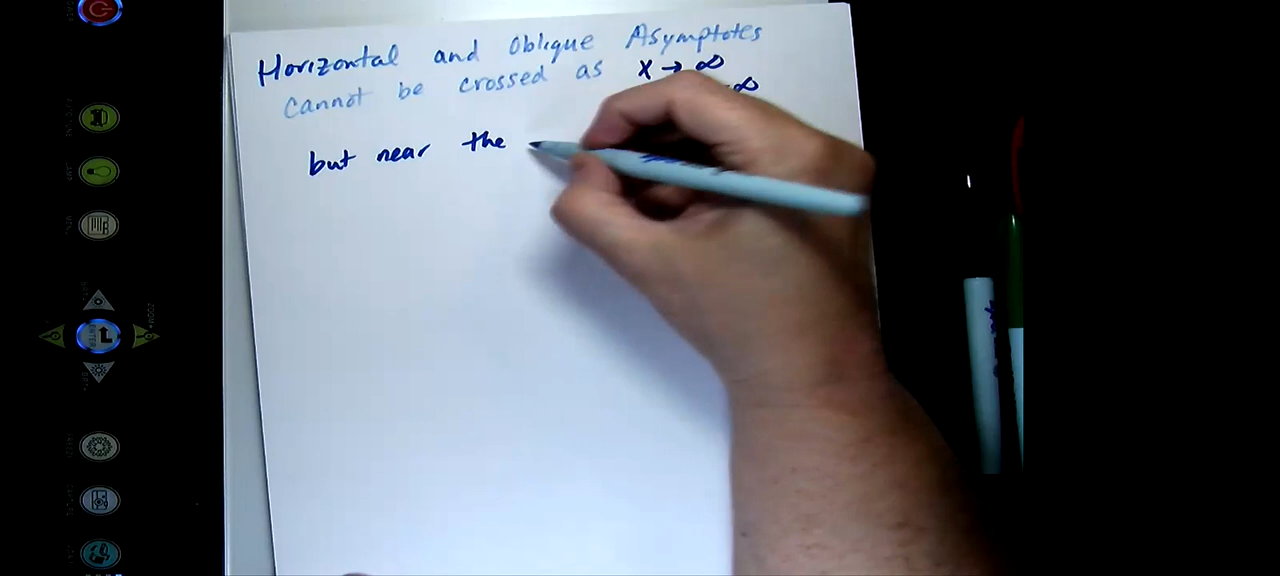 Horizontal and Oblique Asymptotes
cannot be crossed as x → ∞
∞
but near the